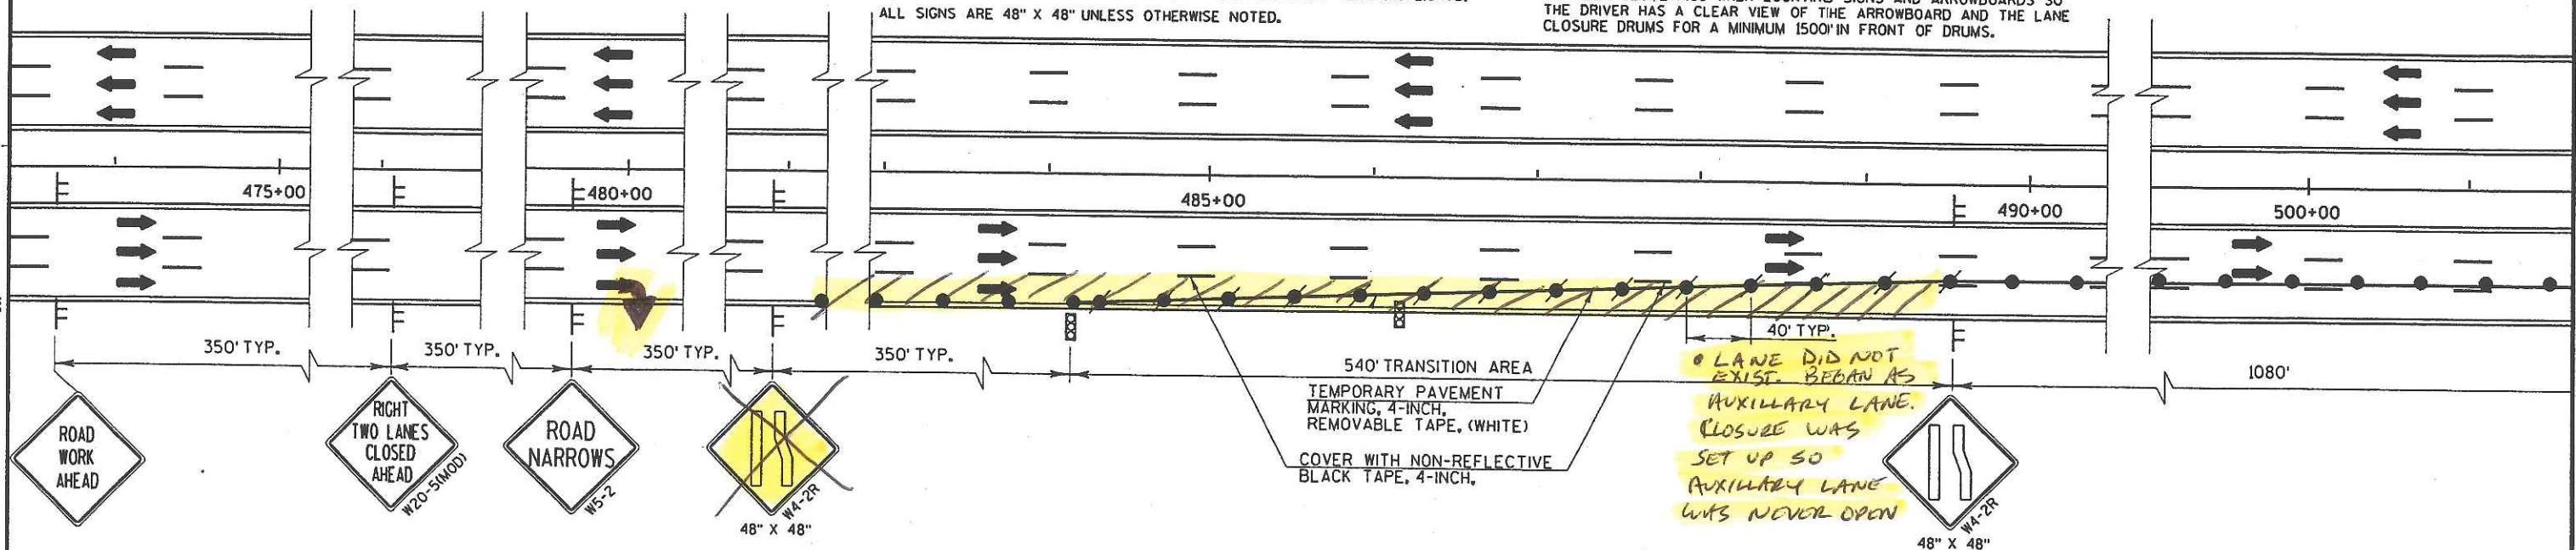 ALL SIGNS ARE 48" X 48" UNLESS OTHERWISE NOTED.
THE DRIVER HAS A CLEAR VIEW OF THE ARROWBOARD AND THE LANE
CLOSURE DRUMS FOR A MINIMUM 1500' IN FRONT OF DRUMS.
475+00
480+00
485+00
490+00
500+00
350' TYP.
350' TYP.
350' TYP.
350' TYP.
540' TRANSITION AREA
40' TYP.
1080'
ROAD
WORK
AHEAD
RIGHT
TWO LANES
CLOSED
AHEAD
W20-5(MOD)
ROAD
NARROWS
W5-2
W4-2R
48" X 48"
TEMPORARY PAVEMENT
MARKING, 4-INCH,
REMOVABLE TAPE, (WHITE)
COVER WITH NON-REFLECTIVE
BLACK TAPE, 4-INCH,
• LANE DID NOT
EXIST. BEGAN AS
AUXILLARY LANE.
CLOSURE WAS
SET UP SO
AUXILLARY LANE
WAS NEVER OPEN
W4-2R
48" X 48"